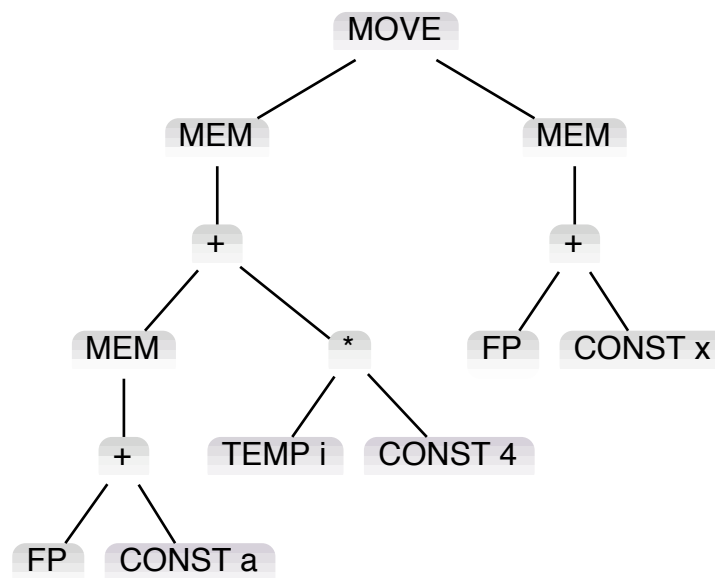 MOVE
MEM MEM
+ +
MEM * FP CONST x
+ TEMP i CONST 4
FP CONST a